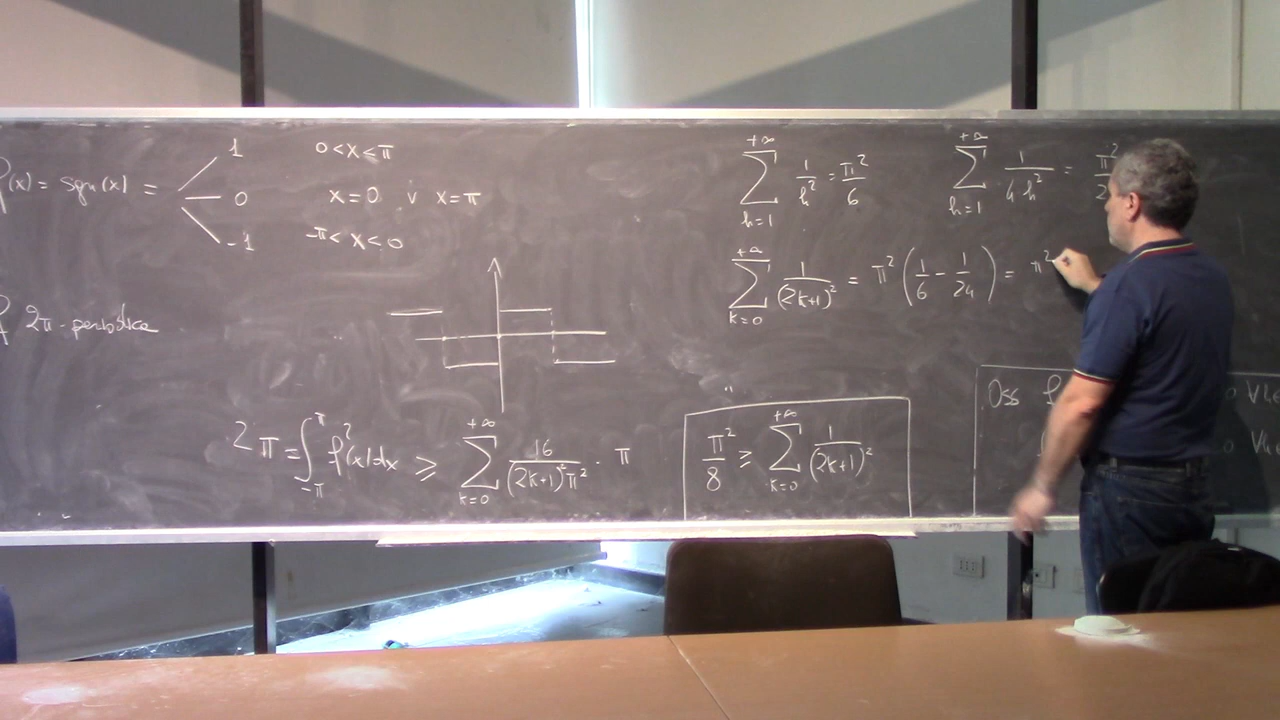 f(x) = sgn(x) = 1 0<x≤π
0 x=0 v x=π
-1 -π<x<0
f 2π-periodica
2π = ∫_{-π}^{π} f²(x)dx ≥ ∑_{k=0}^{+∞} 16/((2k+1)²π²) · π
∑_{h=1}^{+∞} 1/h² = π²/6
∑_{h=1}^{+∞} 1/(4·h²) = π²/2
∑_{k=0}^{+∞} 1/(2k+1)² = π² (1/6 - 1/24) = π²
π²/8 ≥ ∑_{k=0}^{+∞} 1/(2k+1)²
Oss f